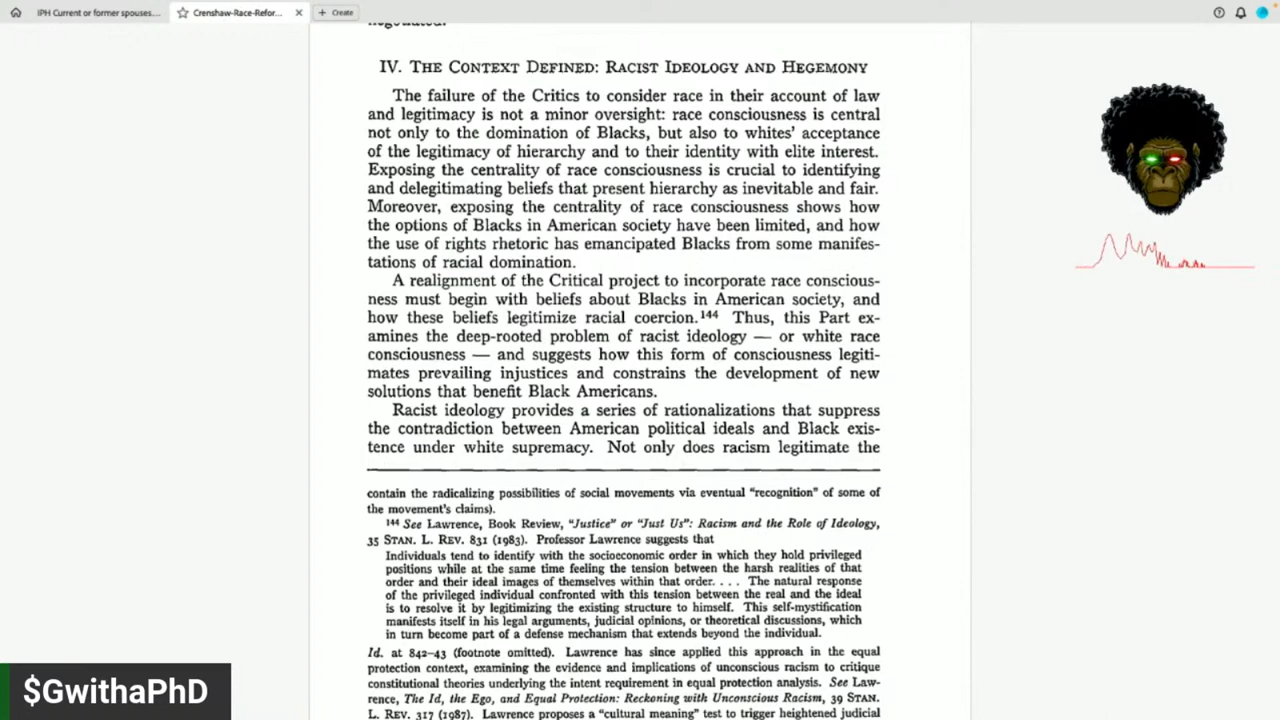 IPH Current or former spouses....
Crenshaw-Race-Refor...
+ Create
negotiated.
IV. THE CONTEXT DEFINED: RACIST IDEOLOGY AND HEGEMONY
The failure of the Critics to consider race in their account of law
and legitimacy is not a minor oversight: race consciousness is central
not only to the domination of Blacks, but also to whites' acceptance
of the legitimacy of hierarchy and to their identity with elite interest.
Exposing the centrality of race consciousness is crucial to identifying
and delegitimating beliefs that present hierarchy as inevitable and fair.
Moreover, exposing the centrality of race consciousness shows how
the options of Blacks in American society have been limited, and how
the use of rights rhetoric has emancipated Blacks from some manifes-
tations of racial domination.
A realignment of the Critical project to incorporate race conscious-
ness must begin with beliefs about Blacks in American society, and
how these beliefs legitimize racial coercion.144 Thus, this Part ex-
amines the deep-rooted problem of racist ideology — or white race
consciousness — and suggests how this form of consciousness legiti-
mates prevailing injustices and constrains the development of new
solutions that benefit Black Americans.
Racist ideology provides a series of rationalizations that suppress
the contradiction between American political ideals and Black exis-
tence under white supremacy. Not only does racism legitimate the
contain the radicalizing possibilities of social movements via eventual "recognition" of some of
the movement's claims).
144 See Lawrence, Book Review, "Justice" or "Just Us": Racism and the Role of Ideology,
35 STAN. L. REV. 831 (1983). Professor Lawrence suggests that
Individuals tend to identify with the socioeconomic order in which they hold privileged
positions while at the same time feeling the tension between the harsh realities of that
order and their ideal images of themselves within that order. . . . The natural response
of the privileged individual confronted with this tension between the real and the ideal
is to resolve it by legitimizing the existing structure to himself. This self-mystification
manifests itself in his legal arguments, judicial opinions, or theoretical discussions, which
in turn become part of a defense mechanism that extends beyond the individual.
Id. at 842-43 (footnote omitted). Lawrence has since applied this approach in the equal
protection context, examining the evidence and implications of unconscious racism to critique
constitutional theories underlying the intent requirement in equal protection analysis. See Law-
rence, The Id, the Ego, and Equal Protection: Reckoning with Unconscious Racism, 39 STAN.
L. REV. 317 (1987). Lawrence proposes a "cultural meaning" test to trigger heightened judicial
$GwithaPhD